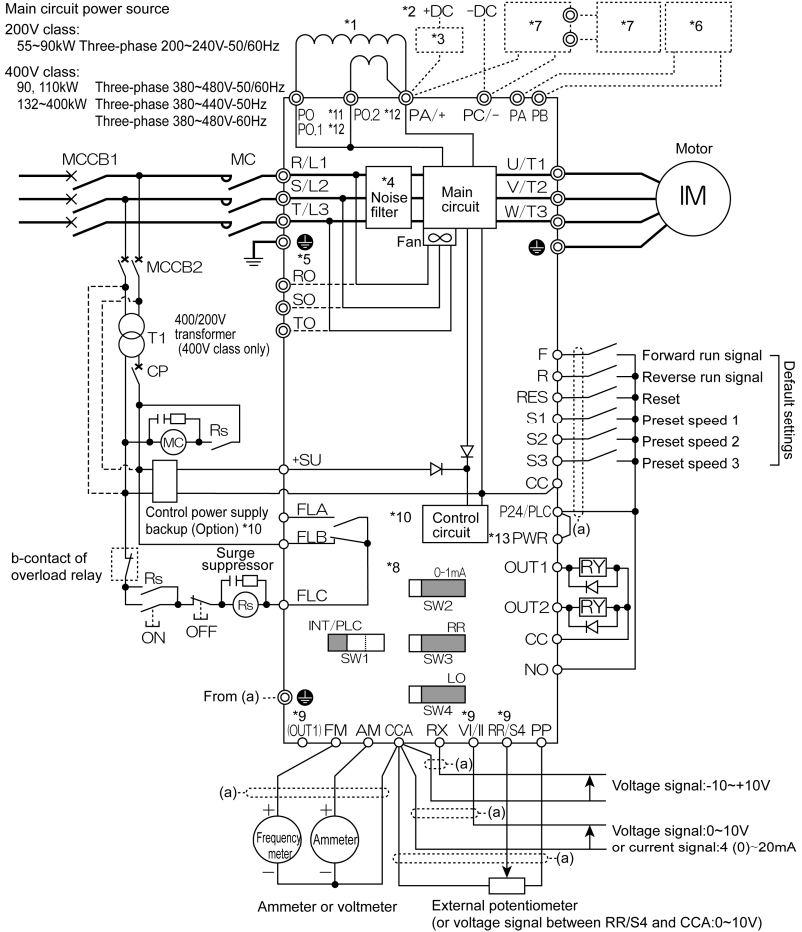 Main circuit power source
200V class:
55~90kW Three-phase 200~240V-50/60Hz
400V class:
90, 110kW Three-phase 380~480V-50/60Hz
132~400kW Three-phase 380~440V-50Hz
Three-phase 380~480V-60Hz
*1
*2 +DC
-DC
*3
*7
*7
*6
PO
PO.1
*11
*12
PO.2 *12
PA/+
PC/-
PA
PB
MCCB1
MC
R/L1
S/L2
T/L3
*4
Noise
filter
Main
circuit
Fan
U/T1
V/T2
W/T3
Motor
IM
*5
RO
SO
TO
MCCB2
T1
400/200V
transformer
(400V class only)
CP
MC
Rs
+SU
Control power supply
backup (Option) *10
FLA
FLB
FLC
*10
Control
circuit
b-contact of
overload relay
Surge
suppressor
Rs
Rs
ON
OFF
*8
0-1mA
SW2
INT/PLC
SW1
RR
SW3
LO
SW4
F
R
RES
S1
S2
S3
CC
P24/PLC
*13 PWR
(a)
OUT1
RY
OUT2
RY
CC
NO
Forward run signal
Reverse run signal
Reset
Preset speed 1
Preset speed 2
Preset speed 3
Default settings
From (a)
*9
(OUT1)
FM
AM
CCA
RX
*9
VI/II
*9
RR/S4
PP
(a)
(a)
(a)
(a)
Voltage signal:-10~+10V
Voltage signal:0~10V
or current signal:4 (0)~20mA
+
Frequency
meter
-
+
Ammeter
-
Ammeter or voltmeter
External potentiometer
(or voltage signal between RR/S4 and CCA:0~10V)